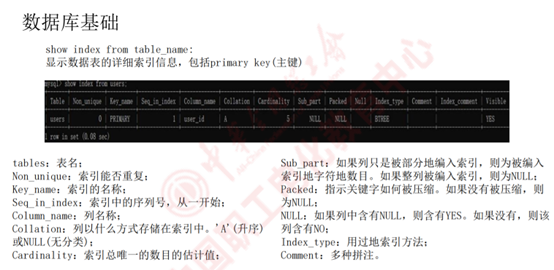 数据库基础
show index from table_name:
显示数据表的详细索引信息，包括primary key(主键)
mysql> show index from users;
Table | Non_unique | Key_name | Seq_in_index | Column_name | Collation | Cardinality | Sub_part | Packed | Null | Index_type | Comment | Index_comment | Visible
users | 0 | PRIMARY | 1 | user_id | A | 5 | NULL | NULL | | BTREE | | | YES
1 row in set (0.08 sec)
tables: 表名;
Non_unique: 索引能否重复;
Key_name: 索引的名称;
Seq_in_index: 索引中的序列号，从一开始;
Column_name: 列名称;
Collation: 列以什么方式存储在索引中。'A'(升序)
或NULL(无分类);
Cardinality: 索引总唯一的数目的估计值;
Sub_part: 如果列只是被部分地编入索引，则为被编入
索引地字符地数目。如果整列被编入索引，则为NULL;
Packed: 指示关键字如何被压缩。如果没有被压缩，则
为NULL;
NULL: 如果列中含有NULL，则含有YES。如果没有，则该
列含有NO;
Index_type: 用过地索引方法;
Comment: 多种拼注。